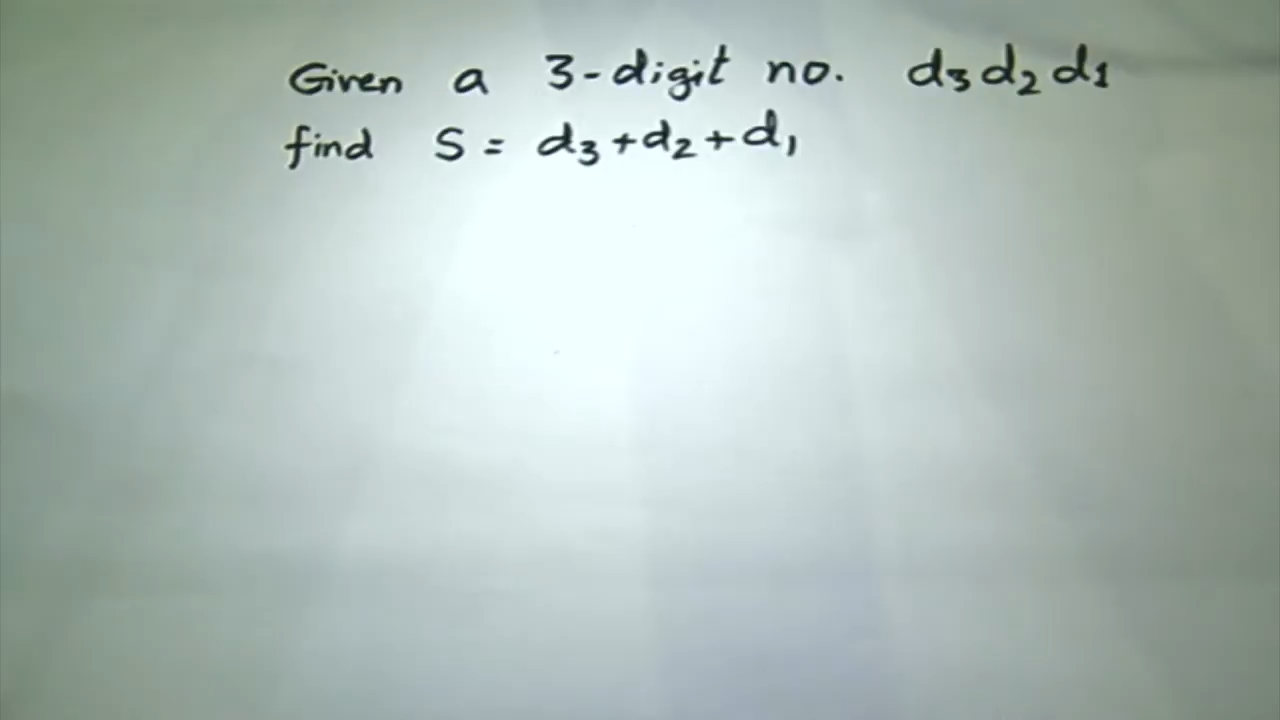 Given a 3-digit no. d₃d₂d₁
find S = d₃+d₂+d₁